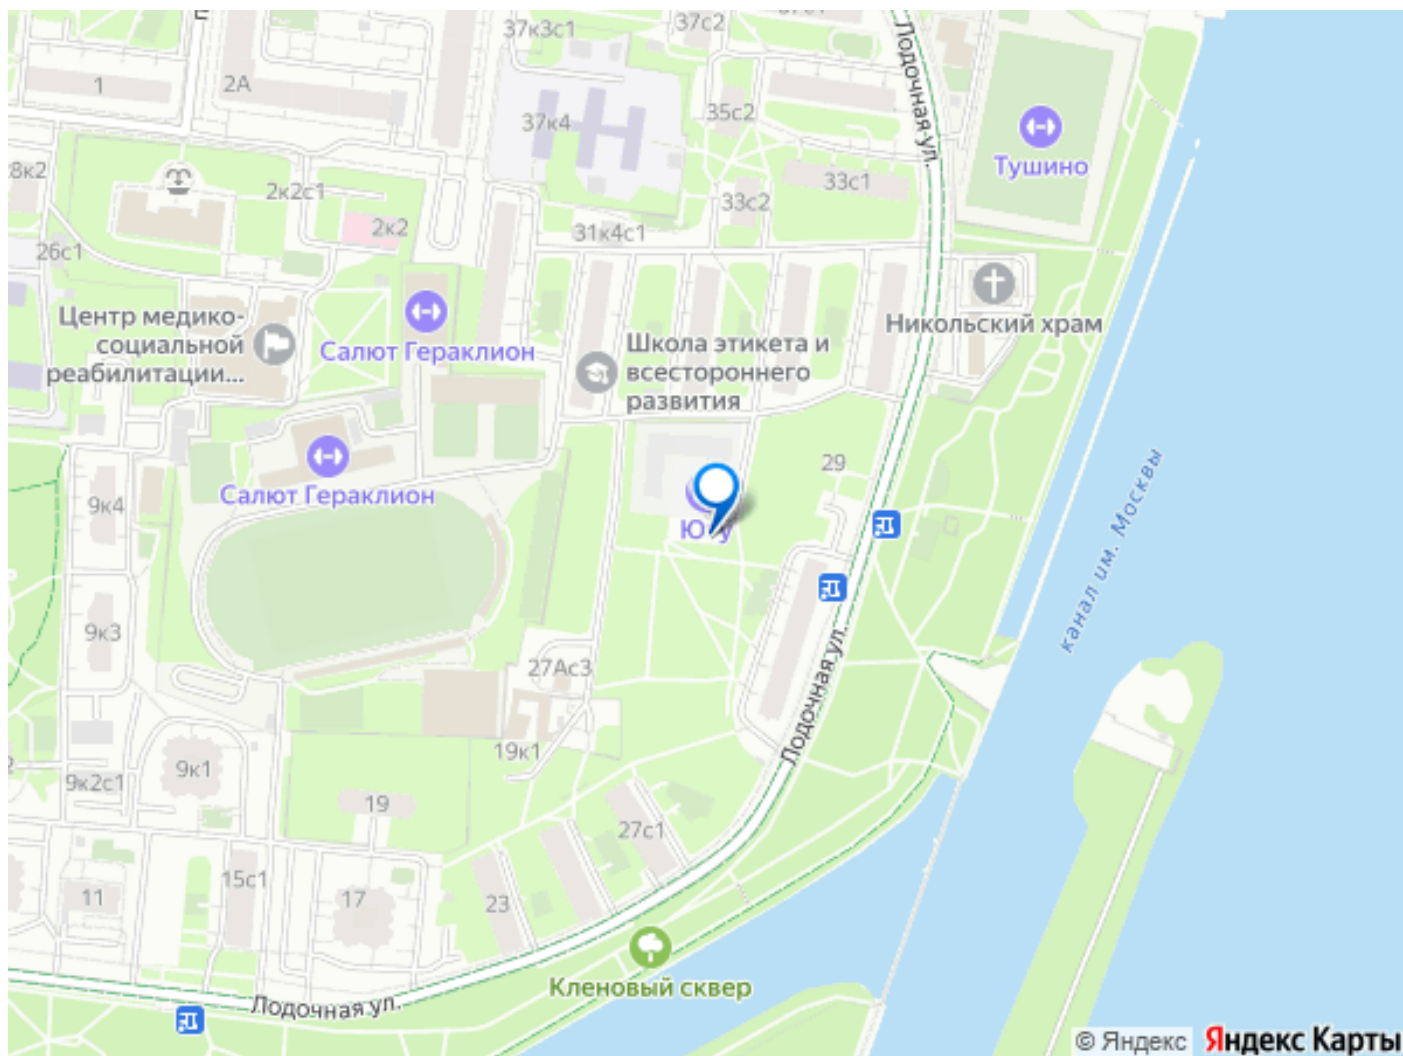 37к3с1
37с2
1
2А
Лодочная ул.
37к4
35с2
Тушино
8к2
2к2с1
33с1
33с2
2к2
31к4с1
26с1
Центр медико-
социальной
реабилитации...
Салют Гераклион
Никольский храм
Школа этикета и
всестороннего
развития
29
Салют Гераклион
9к4
канал им. Москвы
9к3
27Ас3
Лодочная ул.
19к1
9к1
9к2с1
19
27с1
15с1
11
17
23
Кленовый сквер
Лодочная ул.
© Яндекс Яндекс Карты